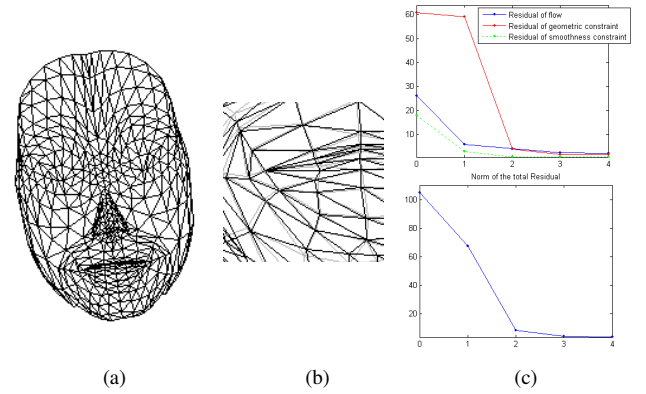 60
50
40
30
20
10
Residual of flow
Residual of geometric constraint
Residual of smoothness constraint
0 1 2 3 4
Norm of the total Residual
100
80
60
40
20
0 1 2 3 4
(a) (b) (c)